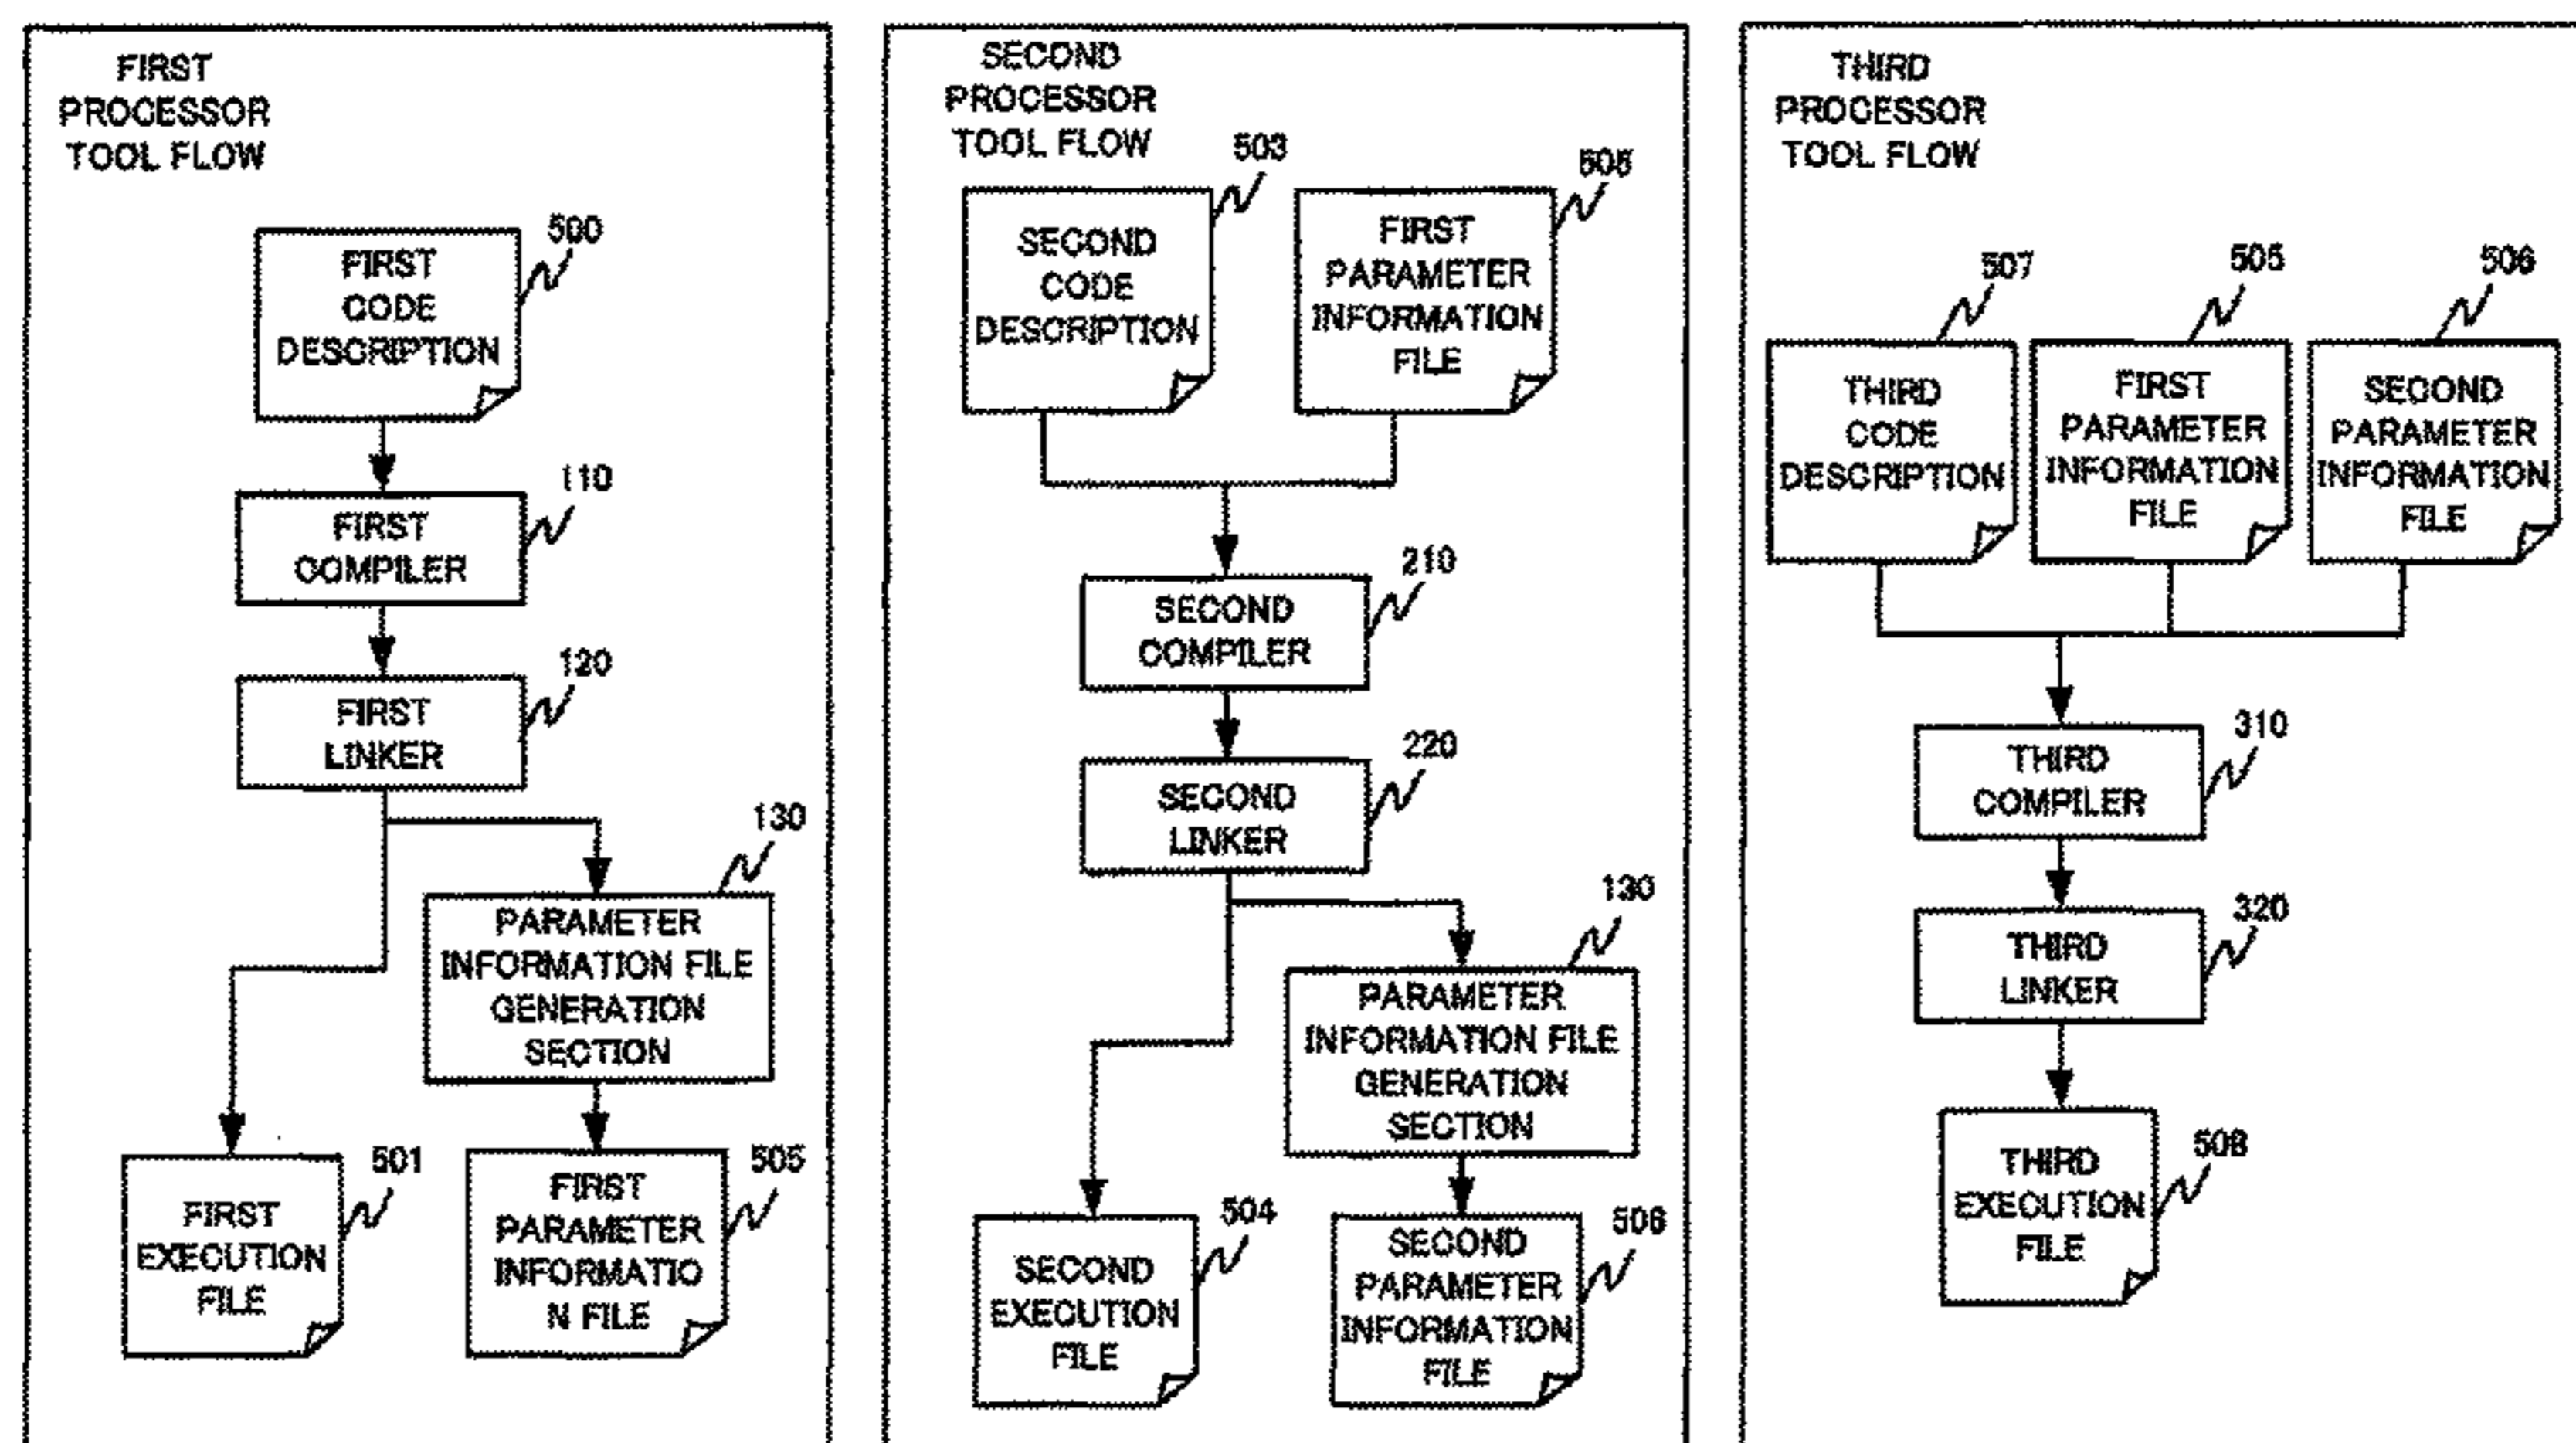 FIRST
PROCESSOR
TOOL FLOW
500
FIRST
CODE
DESCRIPTION
110
FIRST
COMPILER
120
FIRST
LINKER
130
PARAMETER
INFORMATION FILE
GENERATION
SECTION
501
FIRST
EXECUTION
FILE
505
FIRST
PARAMETER
INFORMATIO
N FILE
SECOND
PROCESSOR
TOOL FLOW
503
SECOND
CODE
DESCRIPTION
505
FIRST
PARAMETER
INFORMATION
FILE
210
SECOND
COMPILER
220
SECOND
LINKER
130
PARAMETER
INFORMATION FILE
GENERATION
SECTION
504
SECOND
EXECUTION
FILE
506
SECOND
PARAMETER
INFORMATION
FILE
THIRD
PROCESSOR
TOOL FLOW
507
THIRD
CODE
DESCRIPTION
505
FIRST
PARAMETER
INFORMATION
FILE
506
SECOND
PARAMETER
INFORMATION
FILE
310
THIRD
COMPILER
320
THIRD
LINKER
508
THIRD
EXECUTION
FILE